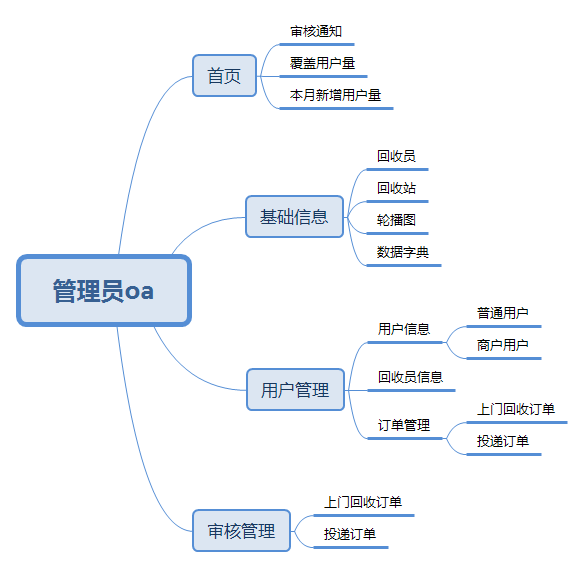 管理员oa
首页
审核通知
覆盖用户量
本月新增用户量
基础信息
回收员
回收站
轮播图
数据字典
用户管理
用户信息
普通用户
商户用户
回收员信息
订单管理
上门回收订单
投递订单
审核管理
上门回收订单
投递订单